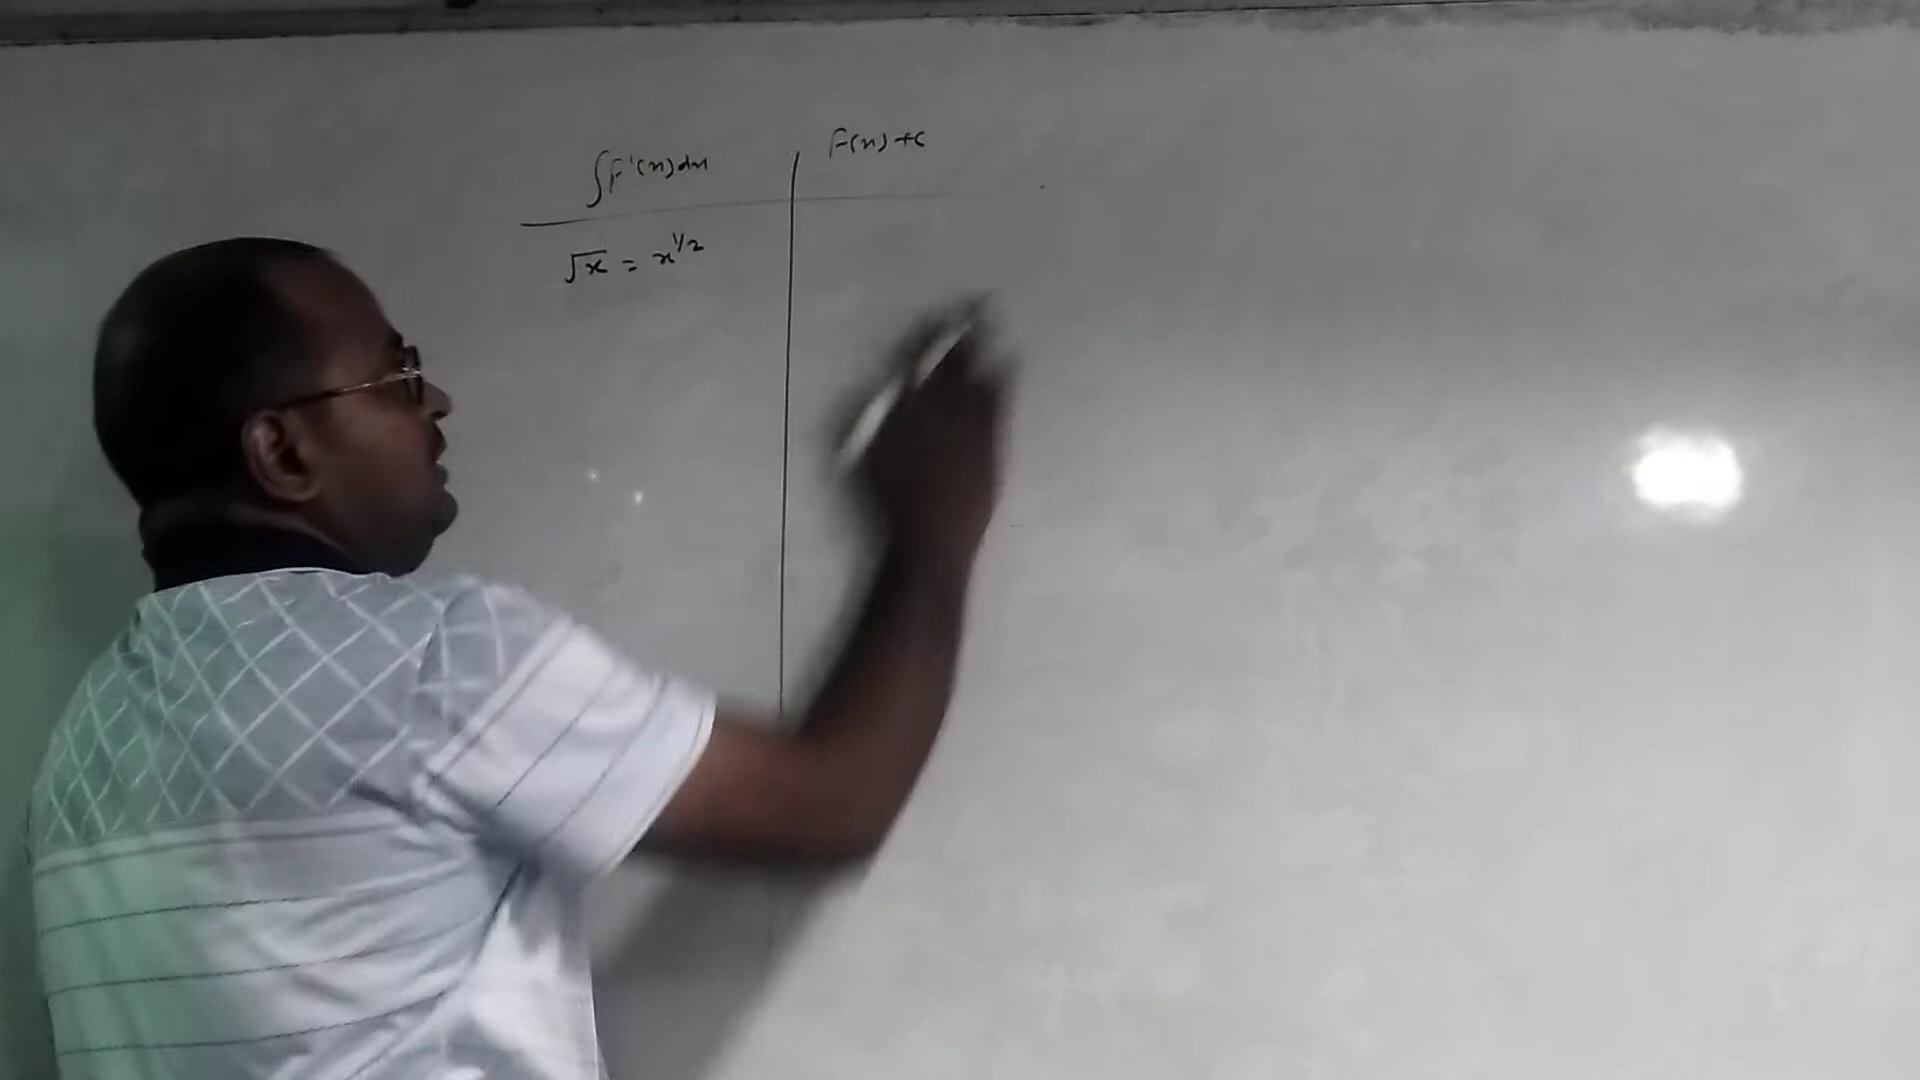 ∫F'(x)dx
F(x)+c
√x = x^1/2